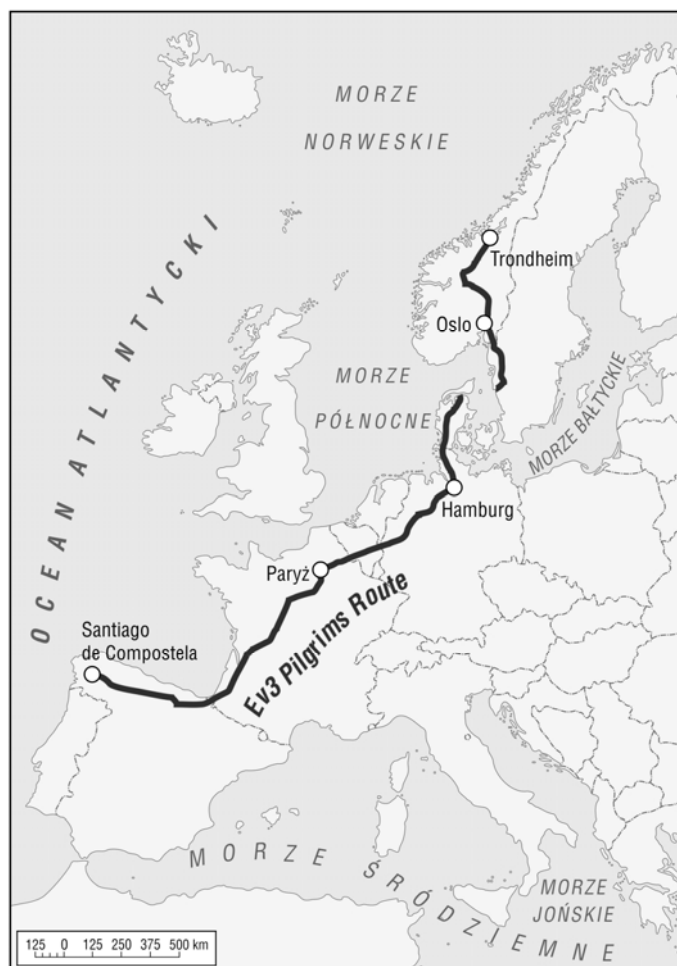 MORZE
NORWESKIE
OCEAN ATLANTYCKI
Trondheim
Oslo
MORZE
PÓŁNOCNE
MORZE BAŁTYCKIE
Hamburg
Paryż
Ev3 Pilgrims Route
Santiago
de Compostela
MORZE ŚRÓDZIEMNE
MORZE
JOŃSKIE
125 0 125 250 375 500 km